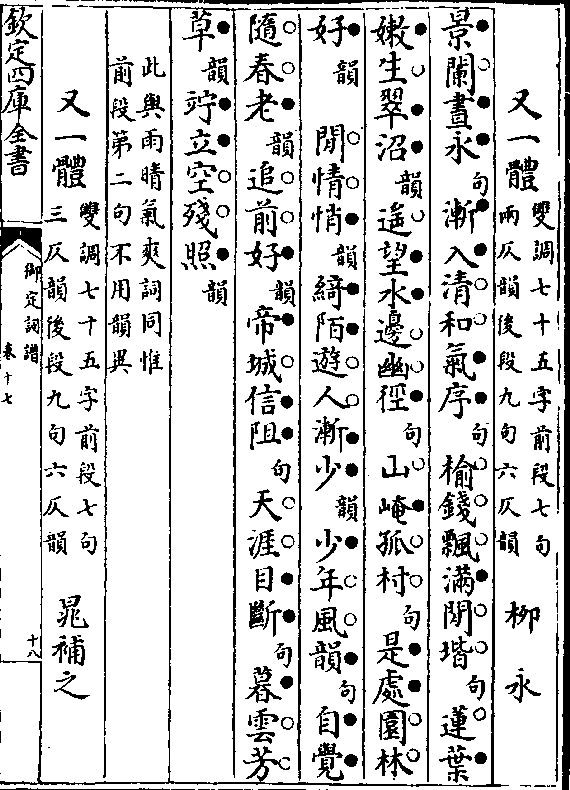 又一體 雙調七十五字前段七句兩仄韻後段九句六仄韻 柳永
景闌晝永句漸入清和氣序句榆錢飄滿閒堦句蓮葉
嫩生翠沼韻遙望水邊幽徑句山崦孤村句是處園林
好韻 閒情悄韻綺陌遊人漸少韻少年風韻句自覺
隨春老韻追前好韻帝城信阻句天涯目斷句暮雲芳
草韻竚立空殘照韻
此與雨晴氣爽詞同惟
前段第二句不用韻異
又一體 雙調七十五字前段七句三仄韻後段九句六仄韻 晁補之
欽定四庫全書
御定詞譜
卷十七
十八